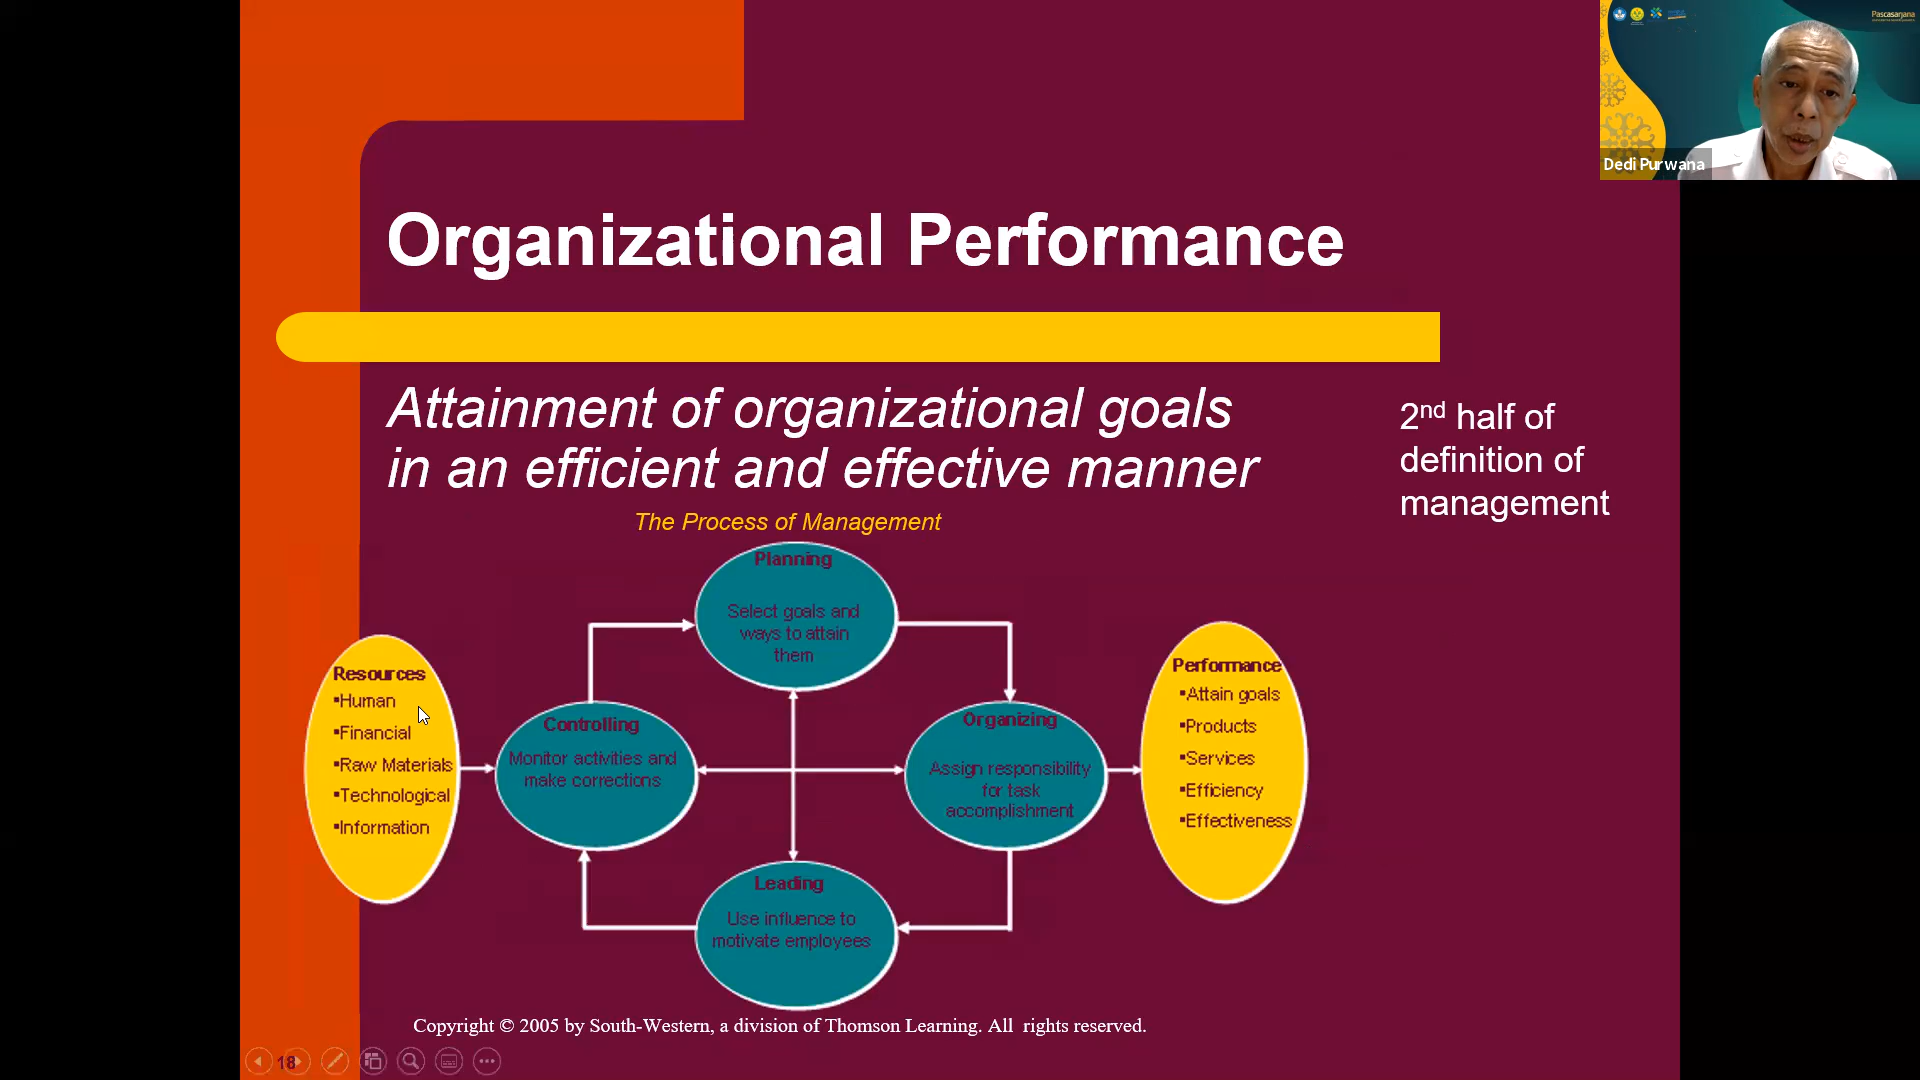 Pascasarjana
Dedi Purwana
Organizational Performance
Attainment of organizational goals
in an efficient and effective manner
2nd half of
definition of
management
The Process of Management
Planning
Select goals and
ways to attain
them
Resources
▪Human
▪Financial
▪Raw Materials
▪Technological
▪Information
Controlling
Monitor activities and
make corrections
Organizing
Assign responsibility
for task
accomplishment
Performance
▪Attain goals
▪Products
▪Services
▪Efficiency
▪Effectiveness
Leading
Use influence to
motivate employees
Copyright © 2005 by South-Western, a division of Thomson Learning. All rights reserved.
18